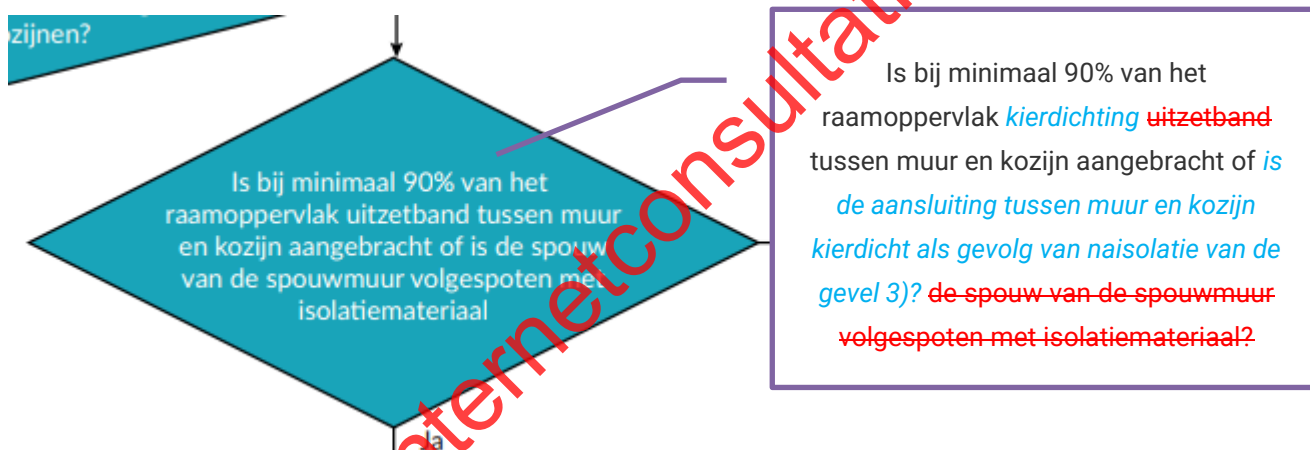 ozijnen?
Is bij minimaal 90% van het
raamoppervlak uitzetband tussen muur
en kozijn aangebracht of is de spouw
van de spouwmuur volgespoten met
isolatiemateriaal
Ja
Is bij minimaal 90% van het
raamoppervlak kierdichting uitzetband
tussen muur en kozijn aangebracht of is
de aansluiting tussen muur en kozijn
kierdicht als gevolg van naisolatie van de
gevel 3)? de spouw van de spouwmuur
volgespoten met isolatiemateriaal?
ternetconsultati